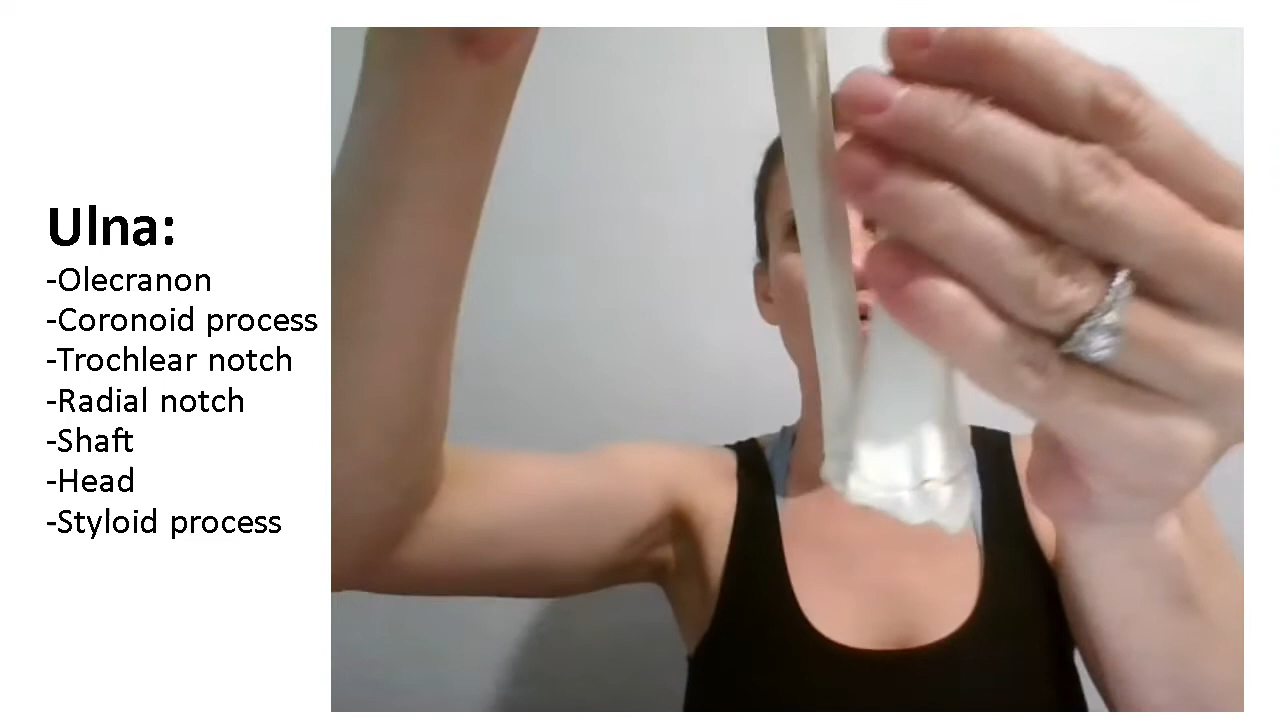 Ulna:
-Olecranon
-Coronoid process
-Trochlear notch
-Radial notch
-Shaft
-Head
-Styloid process